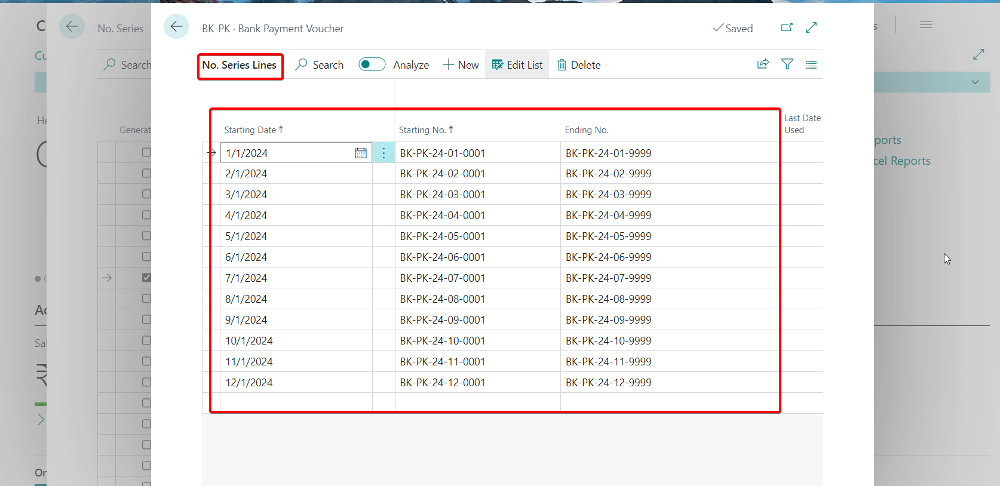 No. Series
Search
Generat
BK-PK · Bank Payment Voucher
Saved
No. Series Lines
Search
Analyze
New
Edit List
Delete
Starting Date
Starting No.
Ending No.
Last Date
Used
1/1/2024 BK-PK-24-01-0001 BK-PK-24-01-9999
2/1/2024 BK-PK-24-02-0001 BK-PK-24-02-9999
3/1/2024 BK-PK-24-03-0001 BK-PK-24-03-9999
4/1/2024 BK-PK-24-04-0001 BK-PK-24-04-9999
5/1/2024 BK-PK-24-05-0001 BK-PK-24-05-9999
6/1/2024 BK-PK-24-06-0001 BK-PK-24-06-9999
7/1/2024 BK-PK-24-07-0001 BK-PK-24-07-9999
8/1/2024 BK-PK-24-08-0001 BK-PK-24-08-9999
9/1/2024 BK-PK-24-09-0001 BK-PK-24-09-9999
10/1/2024 BK-PK-24-10-0001 BK-PK-24-10-9999
11/1/2024 BK-PK-24-11-0001 BK-PK-24-11-9999
12/1/2024 BK-PK-24-12-0001 BK-PK-24-12-9999
Cu
He
Ac
Sal
₹
On
ports
cel Reports